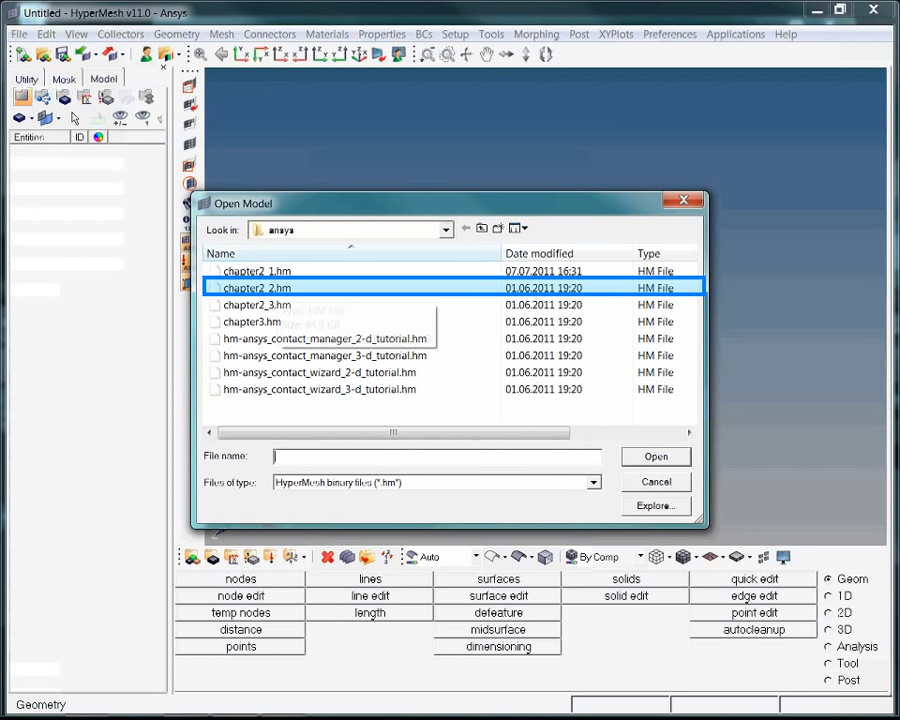 Untitled - HyperMesh v11.0 - Ansys
File Edit View Collectors Geometry Mesh Connectors Materials Properties BCs Setup Tools Morphing Post XYPlots Preferences Applications Help
Utility Mask Model
Entities ID
Open Model
Look in: ansys
Name Date modified Type
chapter2_1.hm 07.07.2011 16:31 HM File
chapter2_2.hm 01.06.2011 19:20 HM File
chapter2_3.hm 01.06.2011 19:20 HM File
chapter3.hm 01.06.2011 19:20 HM File
hm-ansys_contact_manager_2-d_tutorial.hm 01.06.2011 19:20 HM File
hm-ansys_contact_manager_3-d_tutorial.hm 01.06.2011 19:20 HM File
hm-ansys_contact_wizard_2-d_tutorial.hm 01.06.2011 19:20 HM File
hm-ansys_contact_wizard_3-d_tutorial.hm 01.06.2011 19:20 HM File
Type: HM File
Size: 84,9 KB
File name: Open
Files of type: HyperMesh binary files (*.hm*) Cancel
Explore...
Auto By Comp
nodes lines surfaces solids quick edit Geom
node edit line edit surface edit solid edit edge edit 1D
temp nodes length defeature point edit 2D
distance midsurface autocleanup 3D
points dimensioning Analysis
Tool
Post
Geometry